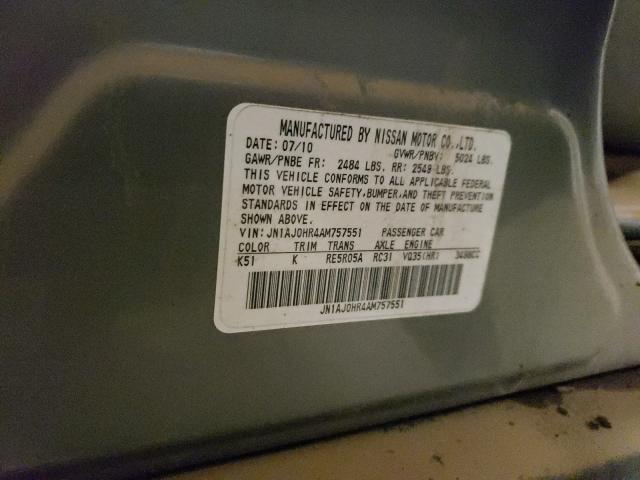 MANUFACTURED BY NISSAN MOTOR CO.,LTD.
DATE: 07/10 GVWR/PNBV: 5024 LBS.
GAWR/PNBE FR: 2484 LBS. RR: 2549 LBS.
THIS VEHICLE CONFORMS TO ALL APPLICABLE FEDERAL
MOTOR VEHICLE SAFETY,BUMPER,AND THEFT PREVENTION
STANDARDS IN EFFECT ON THE DATE OF MANUFACTURE
SHOWN ABOVE.
VIN:JN1AJ0HR4AM757551 PASSENGER CAR
COLOR TRIM TRANS AXLE ENGINE
K51 K RE5R05A RC31 VQ35(HR) 3498CC
JN1AJ0HR4AM757551